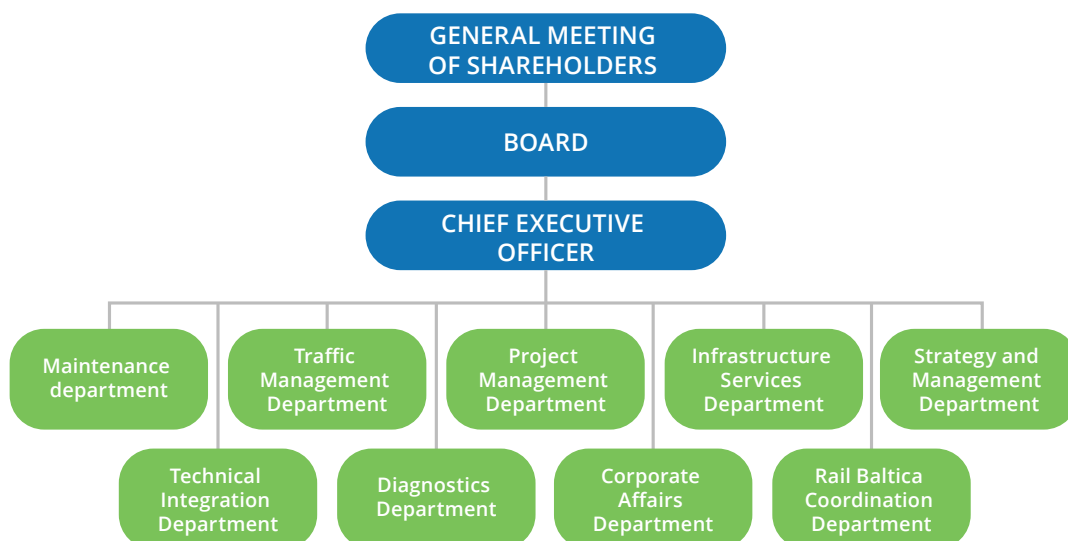 GENERAL MEETING
OF SHAREHOLDERS
BOARD
CHIEF EXECUTIVE
OFFICER
Maintenance
department
Traffic
Management
Department
Project
Management
Department
Infrastructure
Services
Department
Strategy and
Management
Department
Technical
Integration
Department
Diagnostics
Department
Corporate
Affairs
Department
Rail Baltica
Coordination
Department